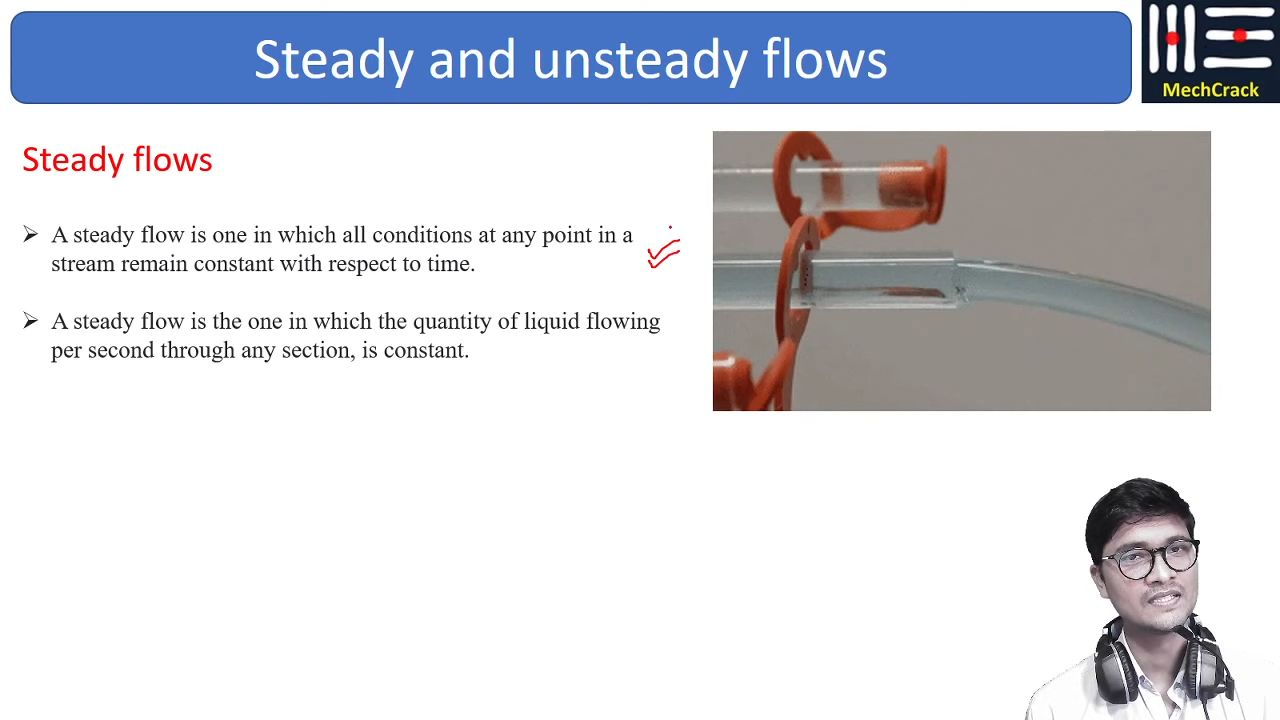 Steady and unsteady flows
MechCrack
Steady flows
➢ A steady flow is one in which all conditions at any point in a
stream remain constant with respect to time.
➢ A steady flow is the one in which the quantity of liquid flowing
per second through any section, is constant.